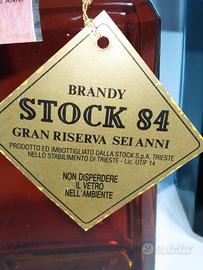 ANNI
BRANDY
STOCK 84
GRAN RISERVA SEI ANNI
PRODOTTO ED IMBOTTIGLIATO DALLA STOCK S.p.A. TRIESTE
NELLO STABILIMENTO DI TRIESTE - Lic. UTIF 14
NON DISPERDERE
IL VETRO
NELL'AMBIENTE
subito